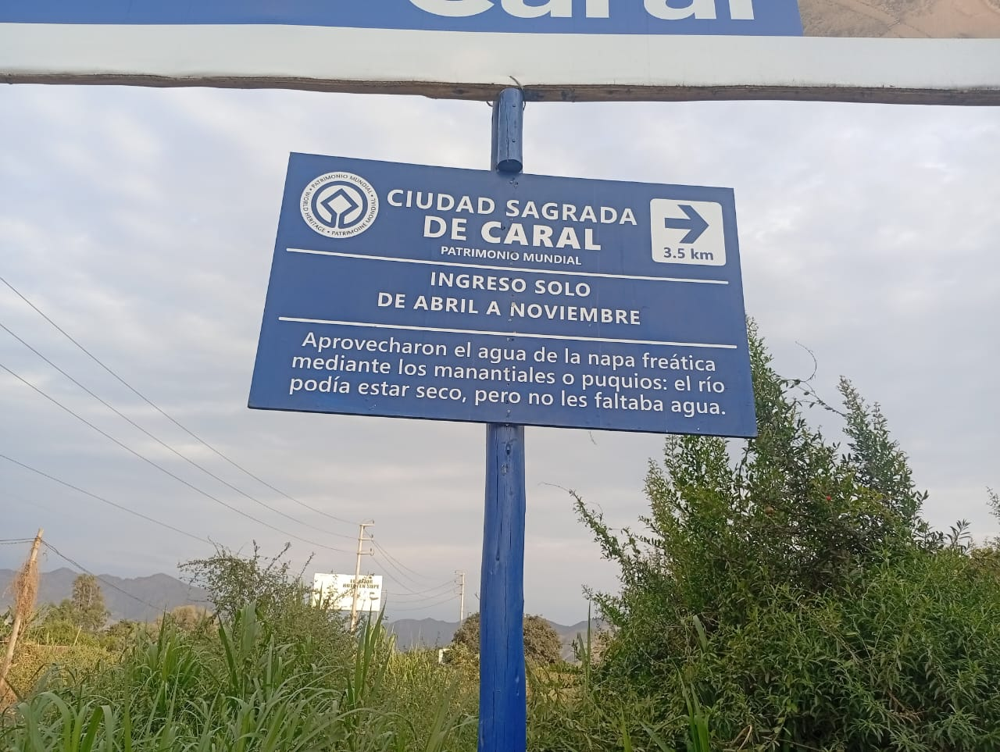 Caral
PATRIMONIO MUNDIAL • WORLD HERITAGE • PATRIMOINE MONDIAL •
CIUDAD SAGRADA
DE CARAL
PATRIMONIO MUNDIAL
3.5 km
INGRESO SOLO
DE ABRIL A NOVIEMBRE
Aprovecharon el agua de la napa freática
mediante los manantiales o puquios: el río
podía estar seco, pero no les faltaba agua.